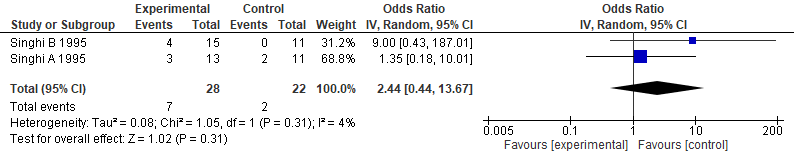 Experimental Control Odds Ratio Odds Ratio
Study or Subgroup Events Total Events Total Weight IV, Random, 95% CI IV, Random, 95% CI
Singhi B 1995 4 15 0 11 31.2% 9.00 [0.43, 187.01]
Singhi A 1995 3 13 2 11 68.8% 1.35 [0.18, 10.01]
Total (95% CI) 28 22 100.0% 2.44 [0.44, 13.67]
Total events 7 2
Heterogeneity: Tau² = 0.08; Chi² = 1.05, df = 1 (P = 0.31); I² = 4%
Test for overall effect: Z = 1.02 (P = 0.31)
0.005 0.1 1 10 200
Favours [experimental] Favours [control]